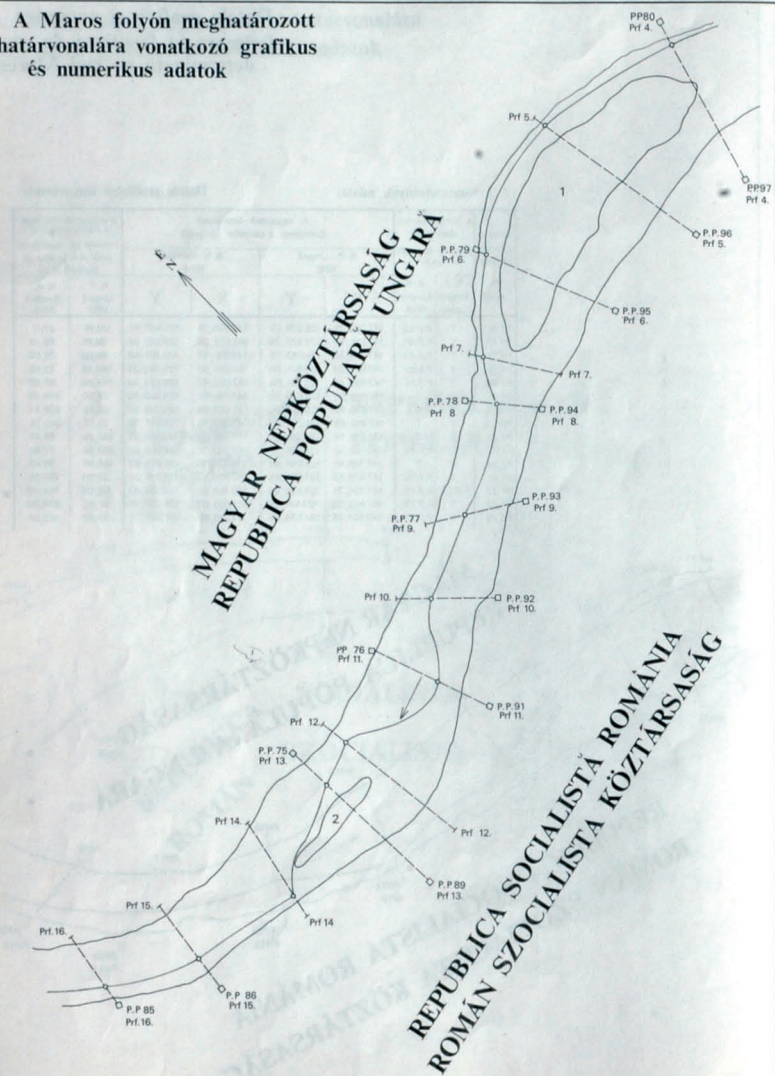 A Maros folyón meghatározott
határvonalára vonatkozó grafikus
és numerikus adatok
PP80
Prf 4.
Prf 5.
1
P.P.97
Prf 4.
P.P.96
Prf 5.
P.P.79
Prf 6.
P.P.95
Prf 6.
Prf 7.
Prf 7.
P.P.78
Prf 8
P.P.94
Prf 8.
P.P.93
Prf 9.
P.P.77
Prf 9.
Prf 10.
P.P.92
Prf 10.
PP 76
Prf 11.
P.P.91
Prf 11.
Prf 12.
P.P.75
Prf 13.
2
Prf 12.
Prf 14.
P.P 89
Prf 13.
Prf 14
Prf 15.
Prf.16.
P.P 86
Prf 15.
P.P 85
Prf.16.
MAGYAR NÉPKÖZTÁRSASÁG
REPUBLICA POPULARĂ UNGARĂ
REPUBLICA SOCIALISTĂ ROMÂNIA
ROMÁN SZOCIALISTA KÖZTÁRSASÁG